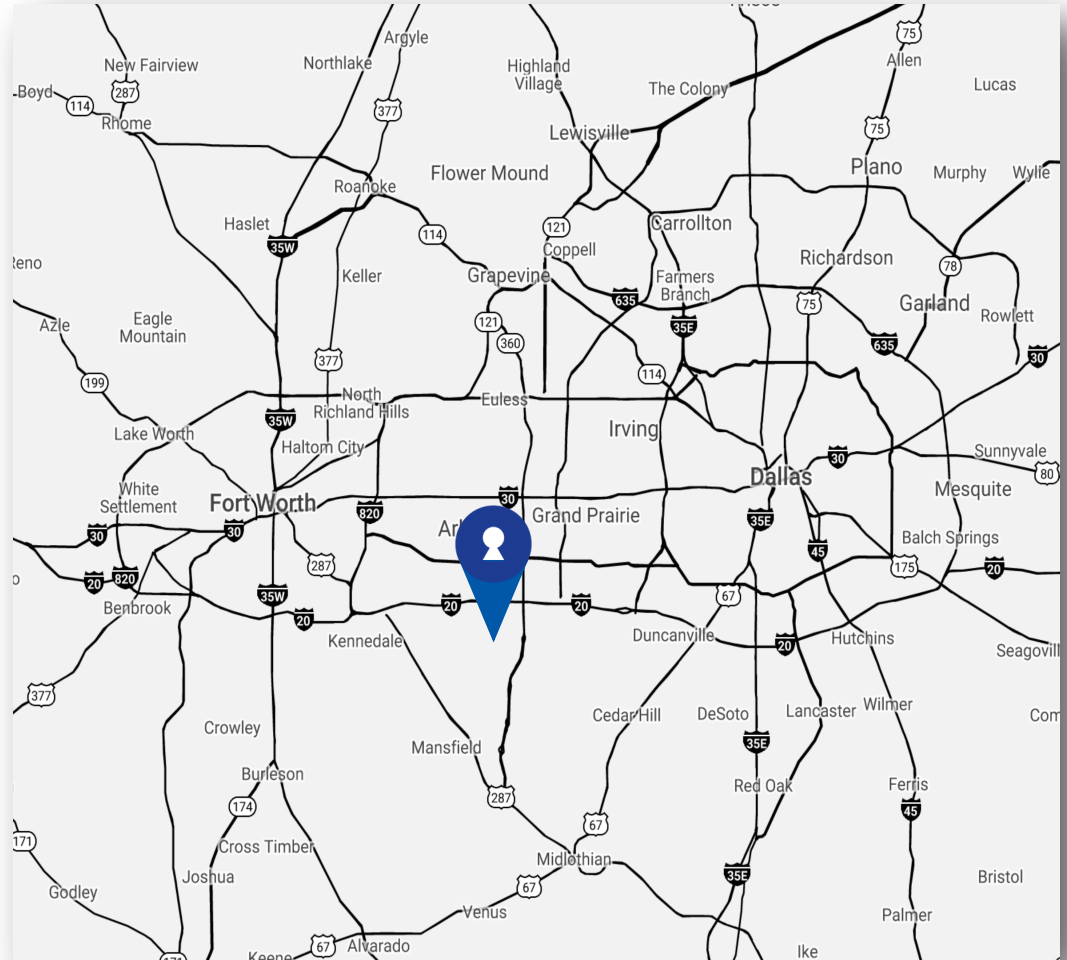 Argyle
75
New Fairview
Northlake
Highland
Village
Allen
Boyd
287
114
377
The Colony
Lucas
Rhome
Lewisville
75
Flower Mound
Plano
Murphy
Wylie
Roanoke
Haslet
121
Carrollton
35W
114
Coppell
Richardson
Keller
Grapevine
Farmers
Branch
78
635
75
Garland
Azle
Eagle
Mountain
121
35E
Rowlett
360
635
377
30
199
114
North
Richland Hills
Euless
35W
Irving
Lake Worth
Haltom City
Sunnyvale
30
Dallas
80
White
Settlement
Fort Worth
30
Mesquite
820
Grand Prairie
35E
30
30
Balch Springs
45
287
175
20
20
820
35W
67
Benbrook
20
20
20
Kennedale
Duncanville
Hutchins
20
377
Crowley
Cedar Hill
DeSoto
Lancaster
Wilmer
Mansfield
35E
Burleson
Red Oak
Ferris
287
174
45
67
171
Cross Timber
Midlothian
35E
Joshua
67
Bristol
Godley
Venus
Palmer
67
Alvarado
Ike